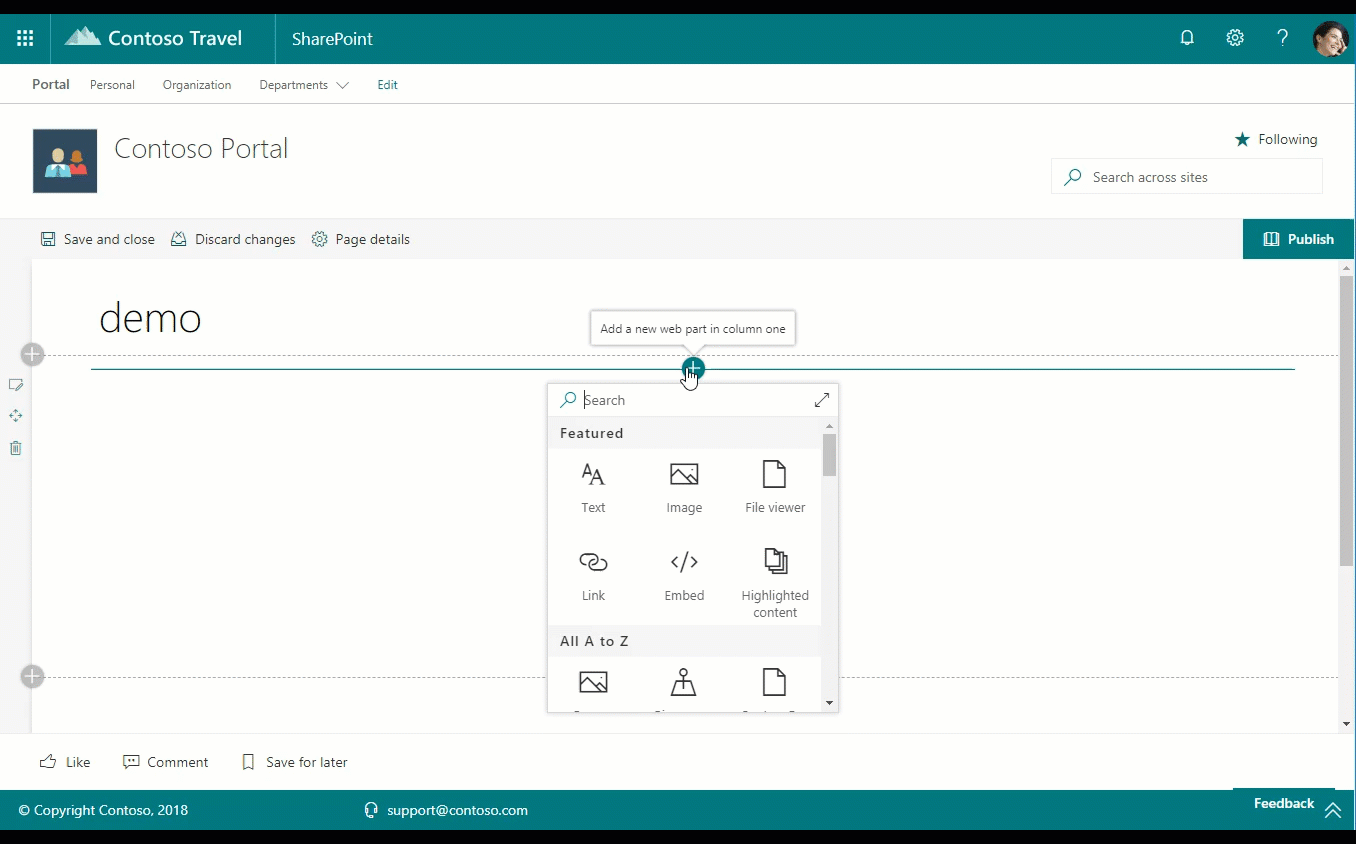 Contoso Travel
SharePoint
?
Portal
Personal
Organization
Departments
Edit
Contoso Portal
Following
Search across sites
Save and close
Discard changes
Page details
Publish
demo
Add a new web part in column one
Search
Featured
Text
Image
File viewer
Link
Embed
Highlighted
content
All A to Z
Like
Comment
Save for later
© Copyright Contoso, 2018
support@contoso.com
Feedback